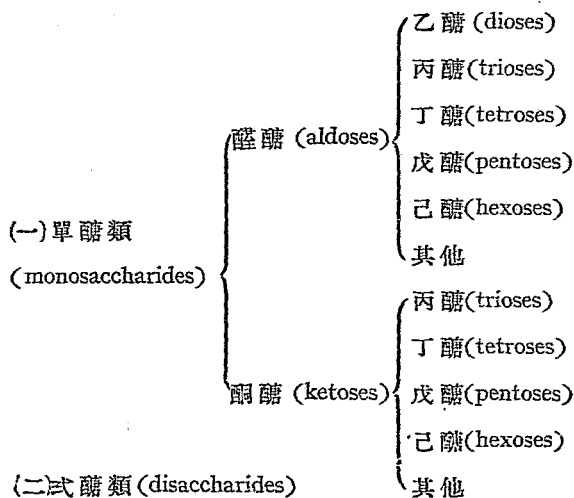 乙醣 (dioses)
丙醣(trioses)
丁醣(tetroses)
醛醣 (aldoses)
戊醣(pentoses)
己醣(hexoses)
(一)單醣類
其他
(monosaccharides)
丙醣(trioses)
丁醣(tetroses)
酮醣 (ketoses)
戊醣(pentoses)
己醣(hexoses)
(二)弍醣類(disaccharides)
其他